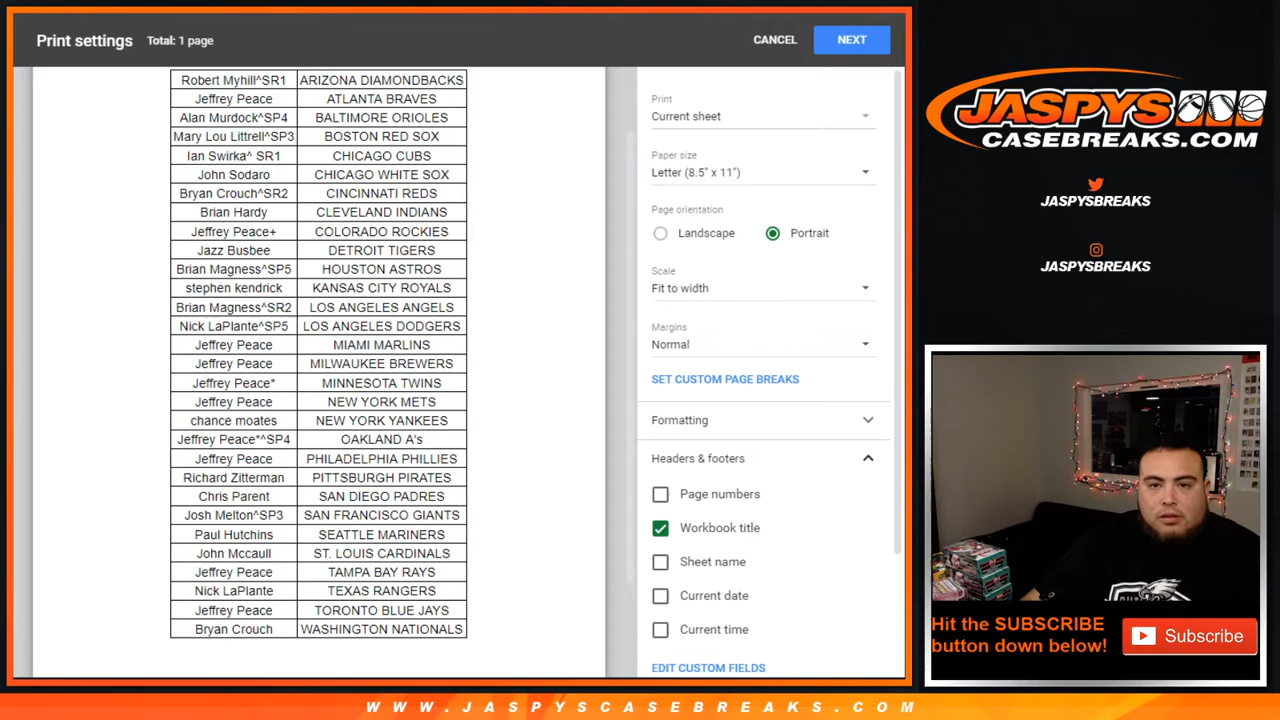 Print settings Total: 1 page CANCEL NEXT
Robert Myhill^SR1 ARIZONA DIAMONDBACKS
Jeffrey Peace ATLANTA BRAVES
Alan Murdock^SP4 BALTIMORE ORIOLES
Mary Lou Littrell^SP3 BOSTON RED SOX
Ian Swirka^ SR1 CHICAGO CUBS
John Sodaro CHICAGO WHITE SOX
Bryan Crouch^SR2 CINCINNATI REDS
Brian Hardy CLEVELAND INDIANS
Jeffrey Peace+ COLORADO ROCKIES
Jazz Busbee DETROIT TIGERS
Brian Magness^SP5 HOUSTON ASTROS
stephen kendrick KANSAS CITY ROYALS
Brian Magness^SR2 LOS ANGELES ANGELS
Nick LaPlante^SP5 LOS ANGELES DODGERS
Jeffrey Peace MIAMI MARLINS
Jeffrey Peace MILWAUKEE BREWERS
Jeffrey Peace* MINNESOTA TWINS
Jeffrey Peace NEW YORK METS
chance moates NEW YORK YANKEES
Jeffrey Peace*^SP4 OAKLAND A's
Jeffrey Peace PHILADELPHIA PHILLIES
Richard Zitterman PITTSBURGH PIRATES
Chris Parent SAN DIEGO PADRES
Josh Melton^SP3 SAN FRANCISCO GIANTS
Paul Hutchins SEATTLE MARINERS
John Mccaull ST. LOUIS CARDINALS
Jeffrey Peace TAMPA BAY RAYS
Nick LaPlante TEXAS RANGERS
Jeffrey Peace TORONTO BLUE JAYS
Bryan Crouch WASHINGTON NATIONALS
Print
Current sheet
Paper size
Letter (8.5" x 11")
Page orientation
Landscape Portrait
Scale
Fit to width
Margins
Normal
SET CUSTOM PAGE BREAKS
Formatting
Headers & footers
Page numbers
Workbook title
Sheet name
Current date
Current time
EDIT CUSTOM FIELDS
JASPYS
CASEBREAKS.COM
JASPYSBREAKS
JASPYSBREAKS
Hit the SUBSCRIBE
button down below!
Subscribe
WWW.JASPYSCASEBREAKS.COM